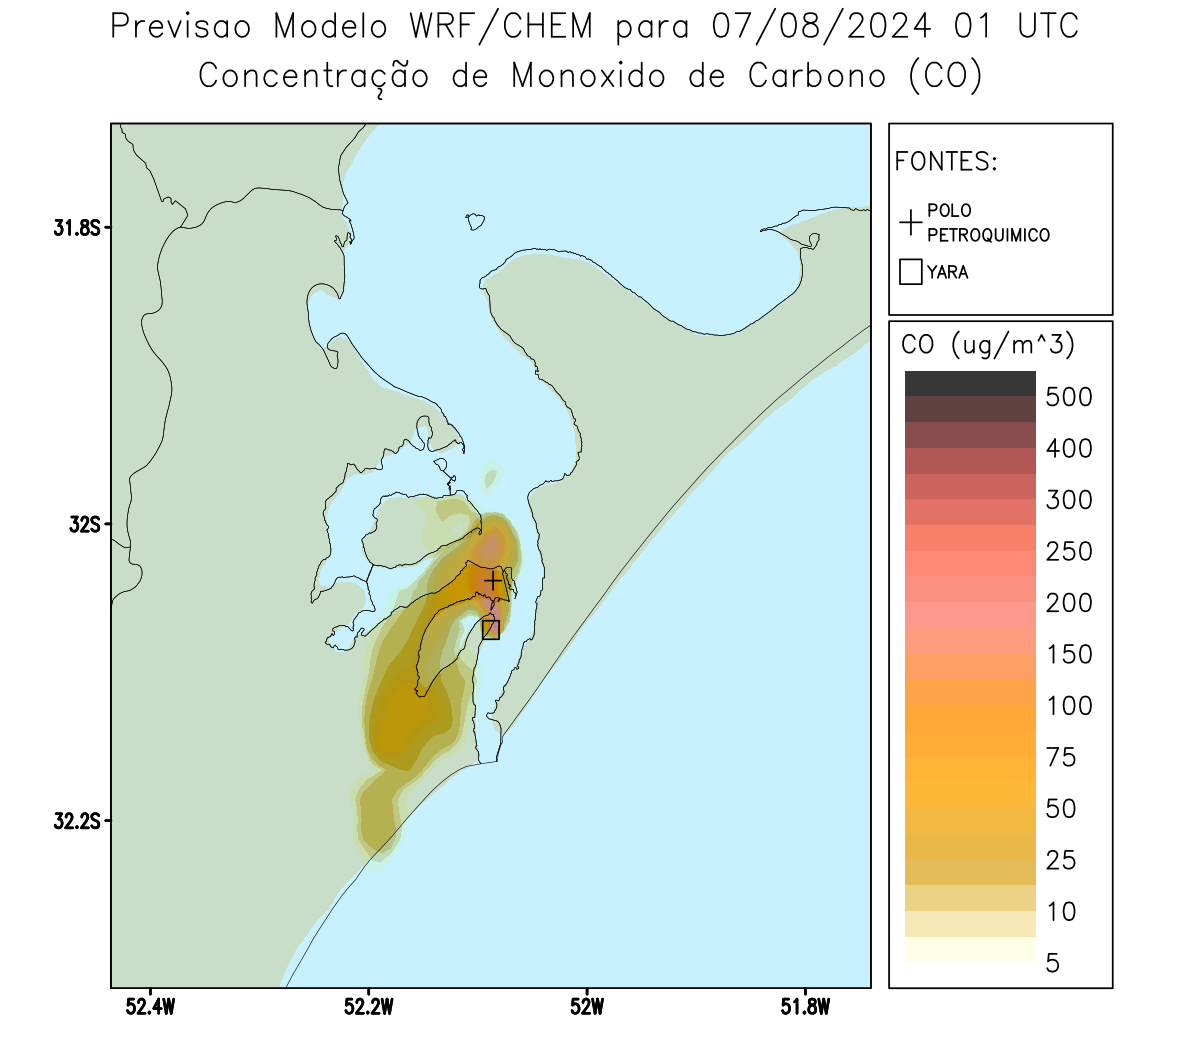 Previsao Modelo WRF/CHEM para 07/08/2024 01 UTC
Concentração de Monoxido de Carbono (CO)
FONTES:
POLO
PETROQUIMICO
YARA
CO (ug/m^3)
500
400
300
250
200
150
100
75
50
25
10
5
31.8S
32S
32.2S
52.4W
52.2W
52W
51.8W